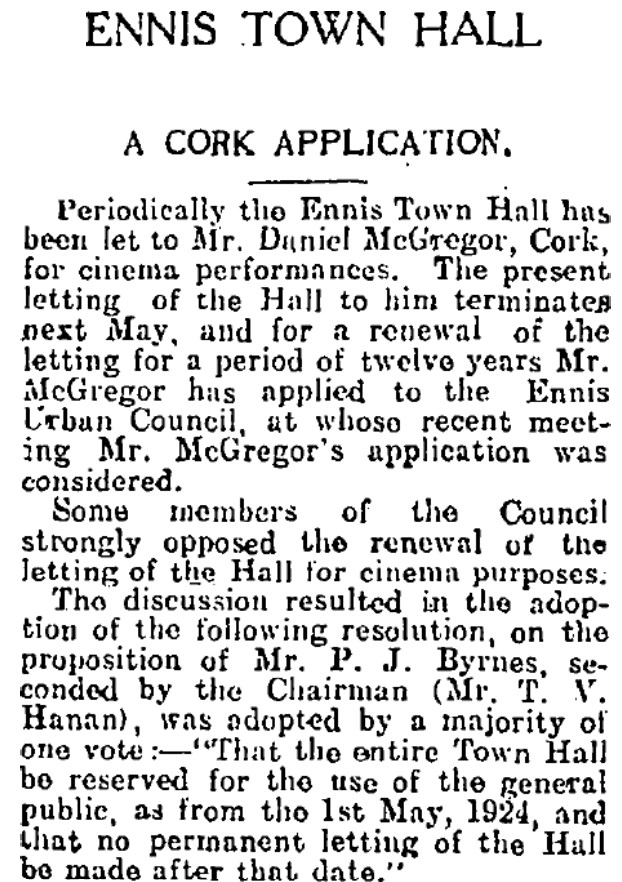 ENNIS TOWN HALL
A CORK APPLICATION.
Periodically the Ennis Town Hall has
been let to Mr. Daniel McGregor, Cork,
for cinema performances. The present
letting of the Hall to him terminates
next May, and for a renewal of the
letting for a period of twelve years Mr.
McGregor has applied to the Ennis
Urban Council, at whose recent meet-
ing Mr. McGregor's application was
considered.
Some members of the Council
strongly opposed the renewal of the
letting of the Hall for cinema purposes.
The discussion resulted in the adop-
tion of the following resolution, on the
proposition of Mr. P. J. Byrnes, se-
conded by the Chairman (Mr. T. V.
Hanan), was adopted by a majority of
one vote:—"That the entire Town Hall
be reserved for the use of the general
public, as from the 1st May, 1924, and
that no permanent letting of the Hall
be made after that date."